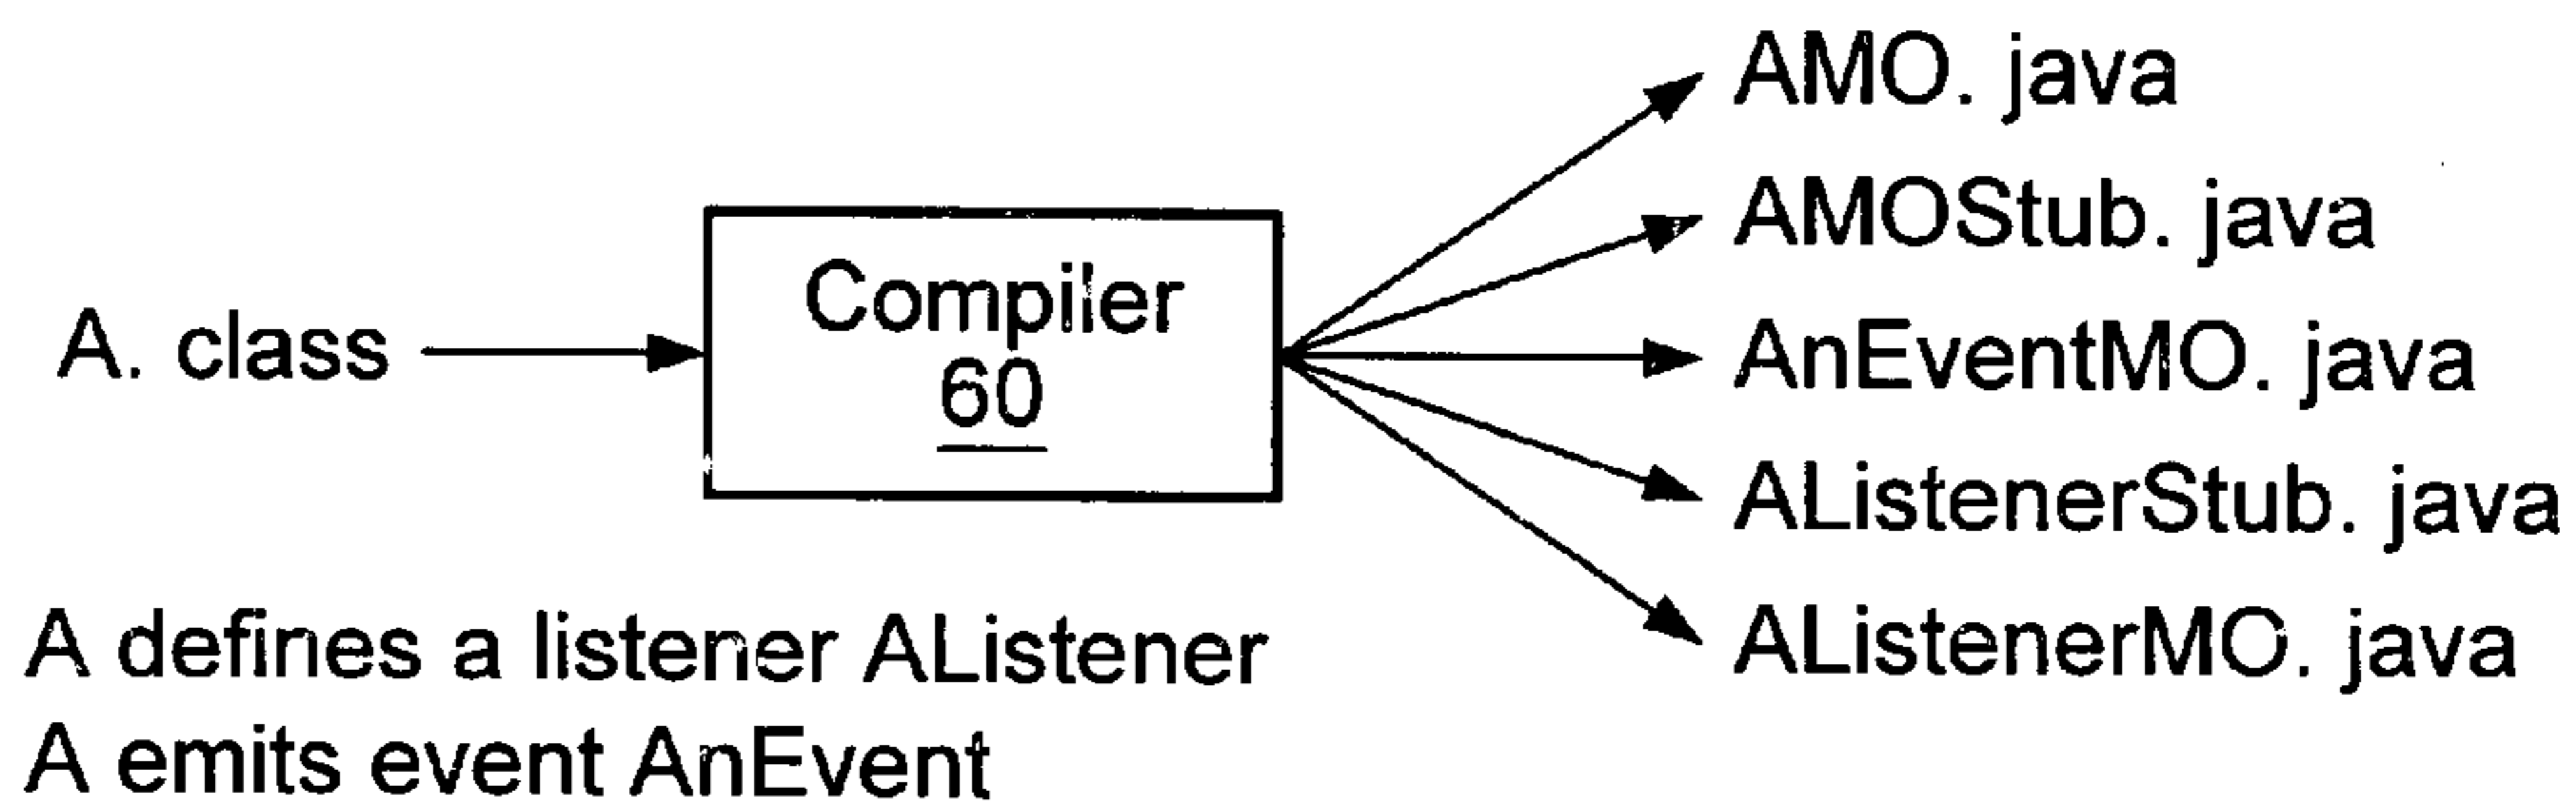 AMO. java
AMOStub. java
A. class
Compiler
60
AnEventMO. java
AListenerStub. java
AListenerMO. java
A defines a listener AListener
A emits event AnEvent